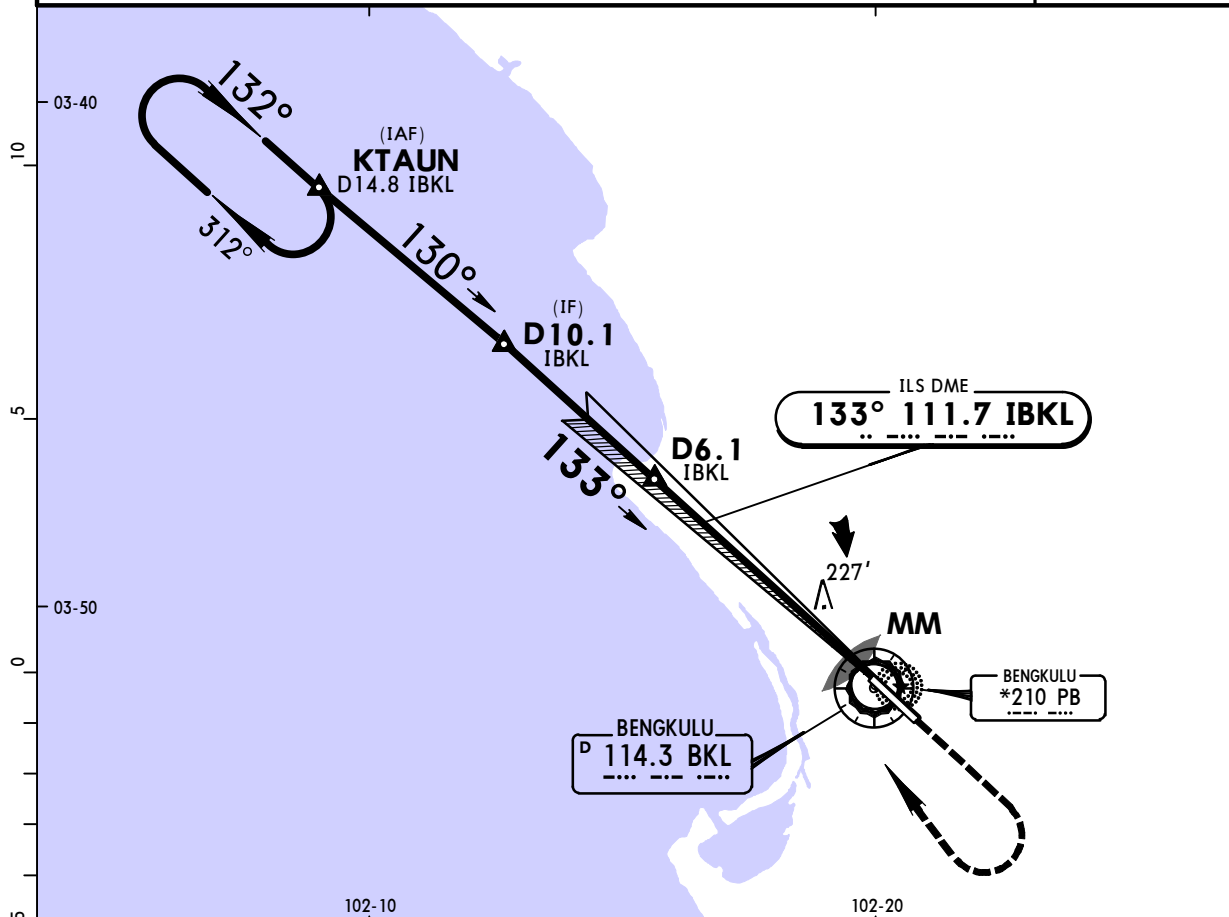 03-40
10
132°
(IAF)
KTAUN
D14.8 IBKL
312°
130°
(IF)
D10.1
IBKL
ILS DME
133° 111.7 IBKL
5
D6.1
IBKL
133°
227'
03-50
MM
0
BENGKULU
*210 PB
BENGKULU
D 114.3 BKL
102-10
102-20
5